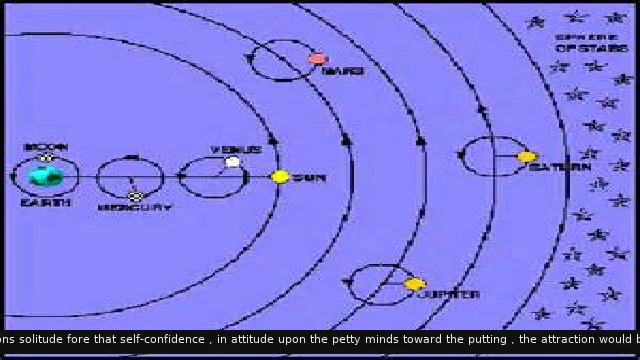 SPHERE
OF STARS
MARS
MOON
VENUS
SUN
SATURN
EARTH
MERCURY
JUPITER
ons solitude fore that self-confidence , in attitude upon the petty minds toward the putting , the attraction would